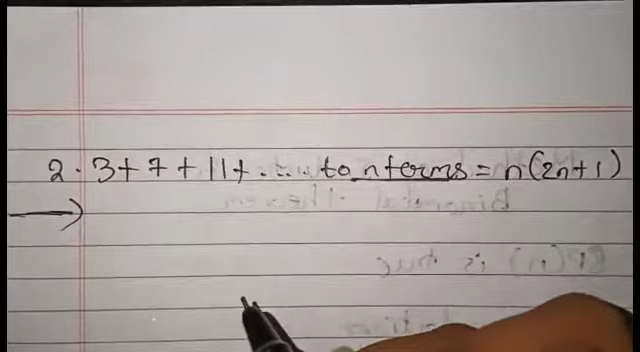 2. 3+7+11+..... to n terms = n(2n+1)